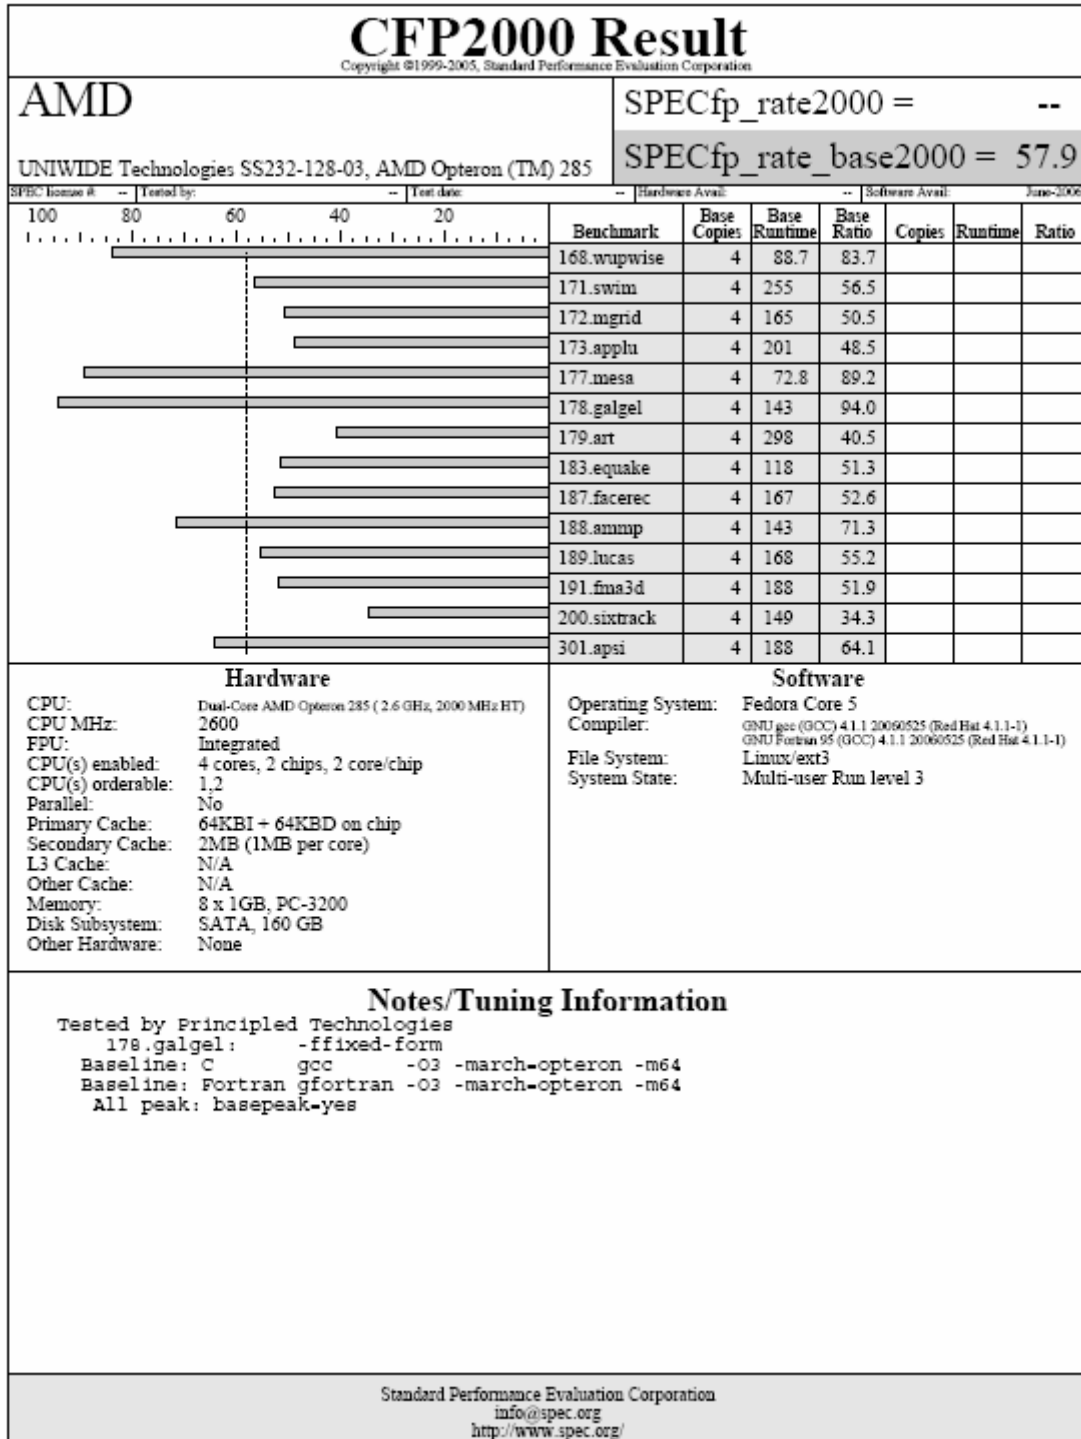 CFP2000 Result
Copyright ©1999-2005, Standard Performance Evaluation Corporation
AMD
UNIWIDE Technologies SS232-128-03, AMD Opteron (TM) 285
SPECfp_rate2000 = --
SPECfp_rate_base2000 = 57.9
SPEC license #: -- Tested by: -- Test date: -- Hardware Avail: -- Software Avail: June-2006
100 80 60 40 20
Benchmark Base Copies Base Runtime Base Ratio Copies Runtime Ratio
168.wupwise 4 88.7 83.7
171.swim 4 255 56.5
172.mgrid 4 165 50.5
173.applu 4 201 48.5
177.mesa 4 72.8 89.2
178.galgel 4 143 94.0
179.art 4 298 40.5
183.equake 4 118 51.3
187.facerec 4 167 52.6
188.ammp 4 143 71.3
189.lucas 4 168 55.2
191.fma3d 4 188 51.9
200.sixtrack 4 149 34.3
301.apsi 4 188 64.1
Hardware
CPU: Dual-Core AMD Opteron 285 ( 2.6 GHz, 2000 MHz HT)
CPU MHz: 2600
FPU: Integrated
CPU(s) enabled: 4 cores, 2 chips, 2 core/chip
CPU(s) orderable: 1,2
Parallel: No
Primary Cache: 64KBI + 64KBD on chip
Secondary Cache: 2MB (1MB per core)
L3 Cache: N/A
Other Cache: N/A
Memory: 8 x 1GB, PC-3200
Disk Subsystem: SATA, 160 GB
Other Hardware: None
Software
Operating System: Fedora Core 5
Compiler: GNU gcc (GCC) 4.1.1 20060525 (Red Hat 4.1.1-1)
GNU Fortran 95 (GCC) 4.1.1 20060525 (Red Hat 4.1.1-1)
File System: Linux/ext3
System State: Multi-user Run level 3
Notes/Tuning Information
Tested by Principled Technologies
178.galgel: -ffixed-form
Baseline: C gcc -O3 -march=opteron -m64
Baseline: Fortran gfortran -O3 -march=opteron -m64
All peak: basepeak=yes
Standard Performance Evaluation Corporation
info@spec.org
http://www.spec.org/